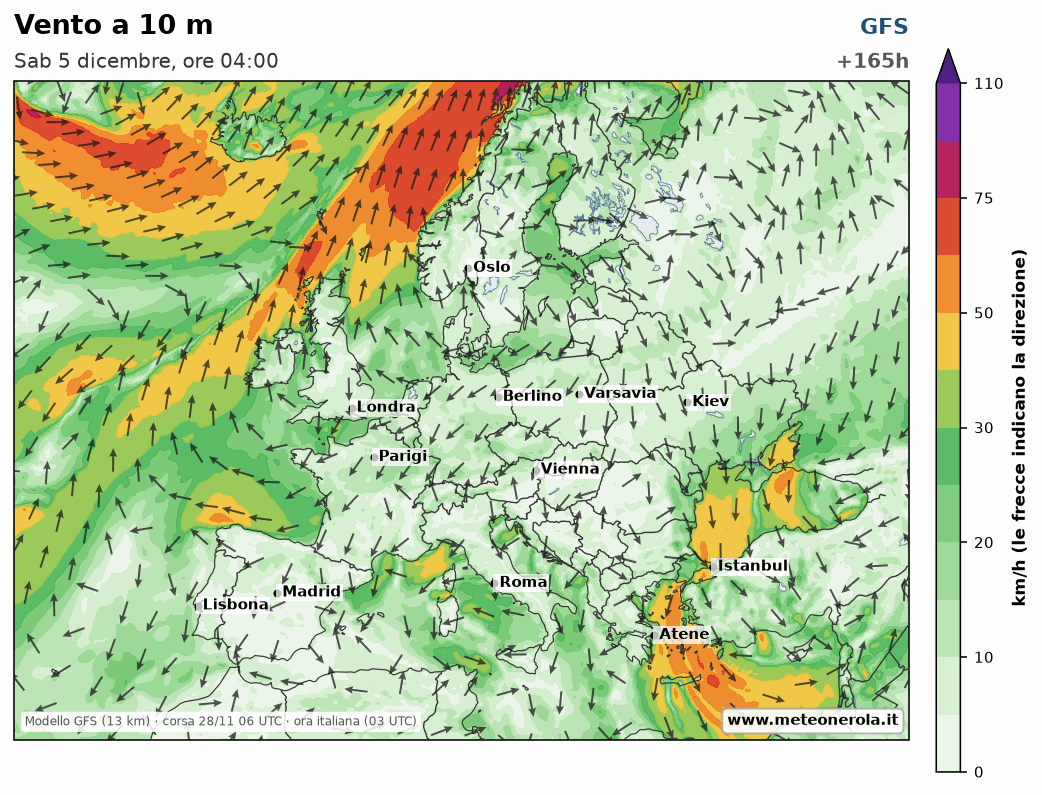 Vento a 10 m
GFS
Sab 5 dicembre, ore 04:00
+165h
110
75
50
30
20
10
0
km/h (le frecce indicano la direzione)
Oslo
Berlino
Varsavia
Kiev
Londra
Parigi
Vienna
Istanbul
Roma
Madrid
Lisbona
Atene
Modello GFS (13 km) · corsa 28/11 06 UTC · ora italiana (03 UTC)
www.meteonerola.it